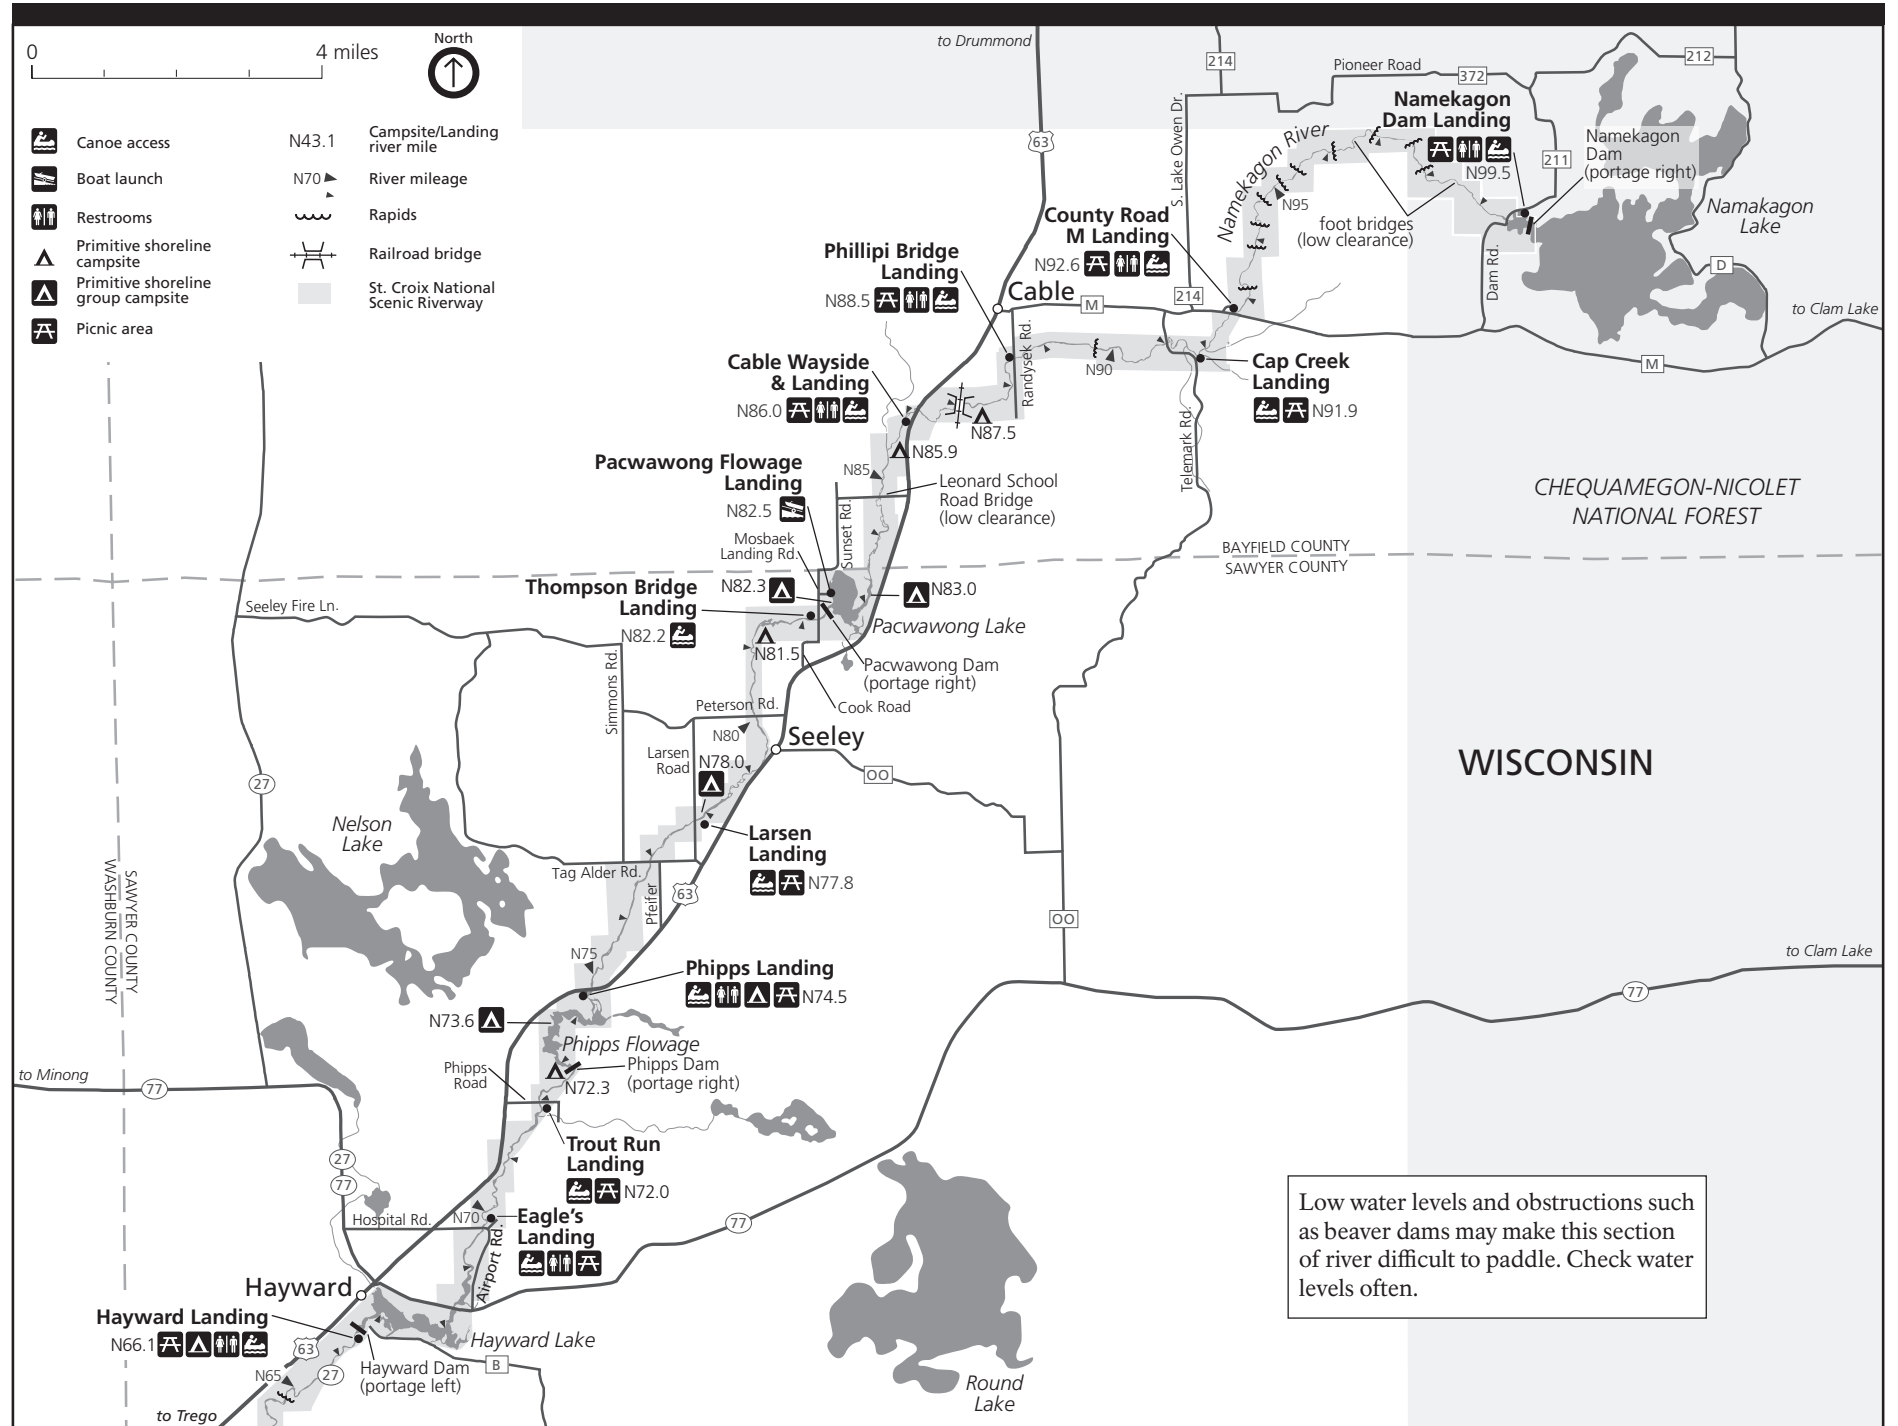 0
4 miles
North
Canoe access
Boat launch
Restrooms
Primitive shoreline
campsite
Primitive shoreline
group campsite
Picnic area
N43.1
Campsite/Landing
river mile
N70
River mileage
Rapids
Railroad bridge
St. Croix National
Scenic Riverway
to Drummond
63
214
Pioneer Road
372
212
S. Lake Owen Dr.
Namekagon River
Namekagon
Dam Landing
N99.5
Namekagon
Dam
(portage right)
211
N95
foot bridges
(low clearance)
Namakagon
Lake
Dam Rd.
D
to Clam Lake
M
County Road
M Landing
N92.6
214
Phillipi Bridge
Landing
N88.5
Cable
M
Randysek Rd.
N90
Cap Creek
Landing
N91.9
Telemark Rd.
Cable Wayside
& Landing
N86.0
N87.5
N85.9
N85
Leonard School
Road Bridge
(low clearance)
Pacwawong Flowage
Landing
N82.5
Mosbaek
Landing Rd.
Sunset Rd.
CHEQUAMEGON-NICOLET
NATIONAL FOREST
BAYFIELD COUNTY
SAWYER COUNTY
Thompson Bridge
Landing
N82.2
N82.3
N83.0
Pacwawong Lake
N81.5
Pacwawong Dam
(portage right)
Cook Road
Seeley Fire Ln.
Simmons Rd.
Peterson Rd.
N80
Seeley
Larsen
Road
N78.0
OO
WISCONSIN
27
Nelson
Lake
Larsen
Landing
N77.8
Tag Alder Rd.
Pfeifer
63
OO
SAWYER COUNTY
WASHBURN COUNTY
N75
Phipps Landing
N74.5
to Clam Lake
77
N73.6
Phipps Flowage
Phipps
Road
Phipps Dam
(portage right)
N72.3
to Minong
77
Trout Run
Landing
N72.0
27
77
Hospital Rd.
N70
Eagle's
Landing
Airport Rd.
77
Low water levels and obstructions such
as beaver dams may make this section
of river difficult to paddle. Check water
levels often.
Hayward
Hayward Landing
N66.1
63
Hayward Lake
N65
27
Hayward Dam
(portage left)
B
Round
Lake
to Trego